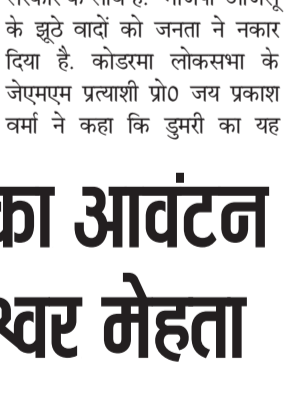 के झूठे वादों को जनता ने नकार
दिया है. कोडरमा लोकसभा के
जेएमएम प्रत्याशी प्रो0 जय प्रकाश
वर्मा ने कहा कि डुमरी का यह
का आवंटन
श्वर मेहता